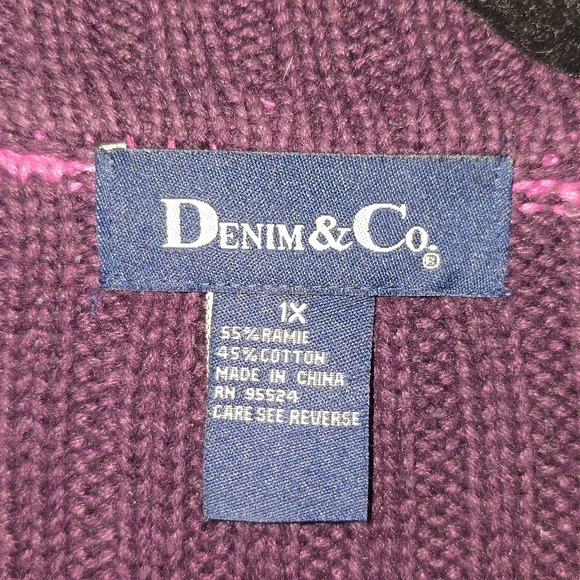 DENIM & CO.®
1X
55% RAMIE
45% COTTON
MADE IN CHINA
RN 95524
CARE SEE REVERSE